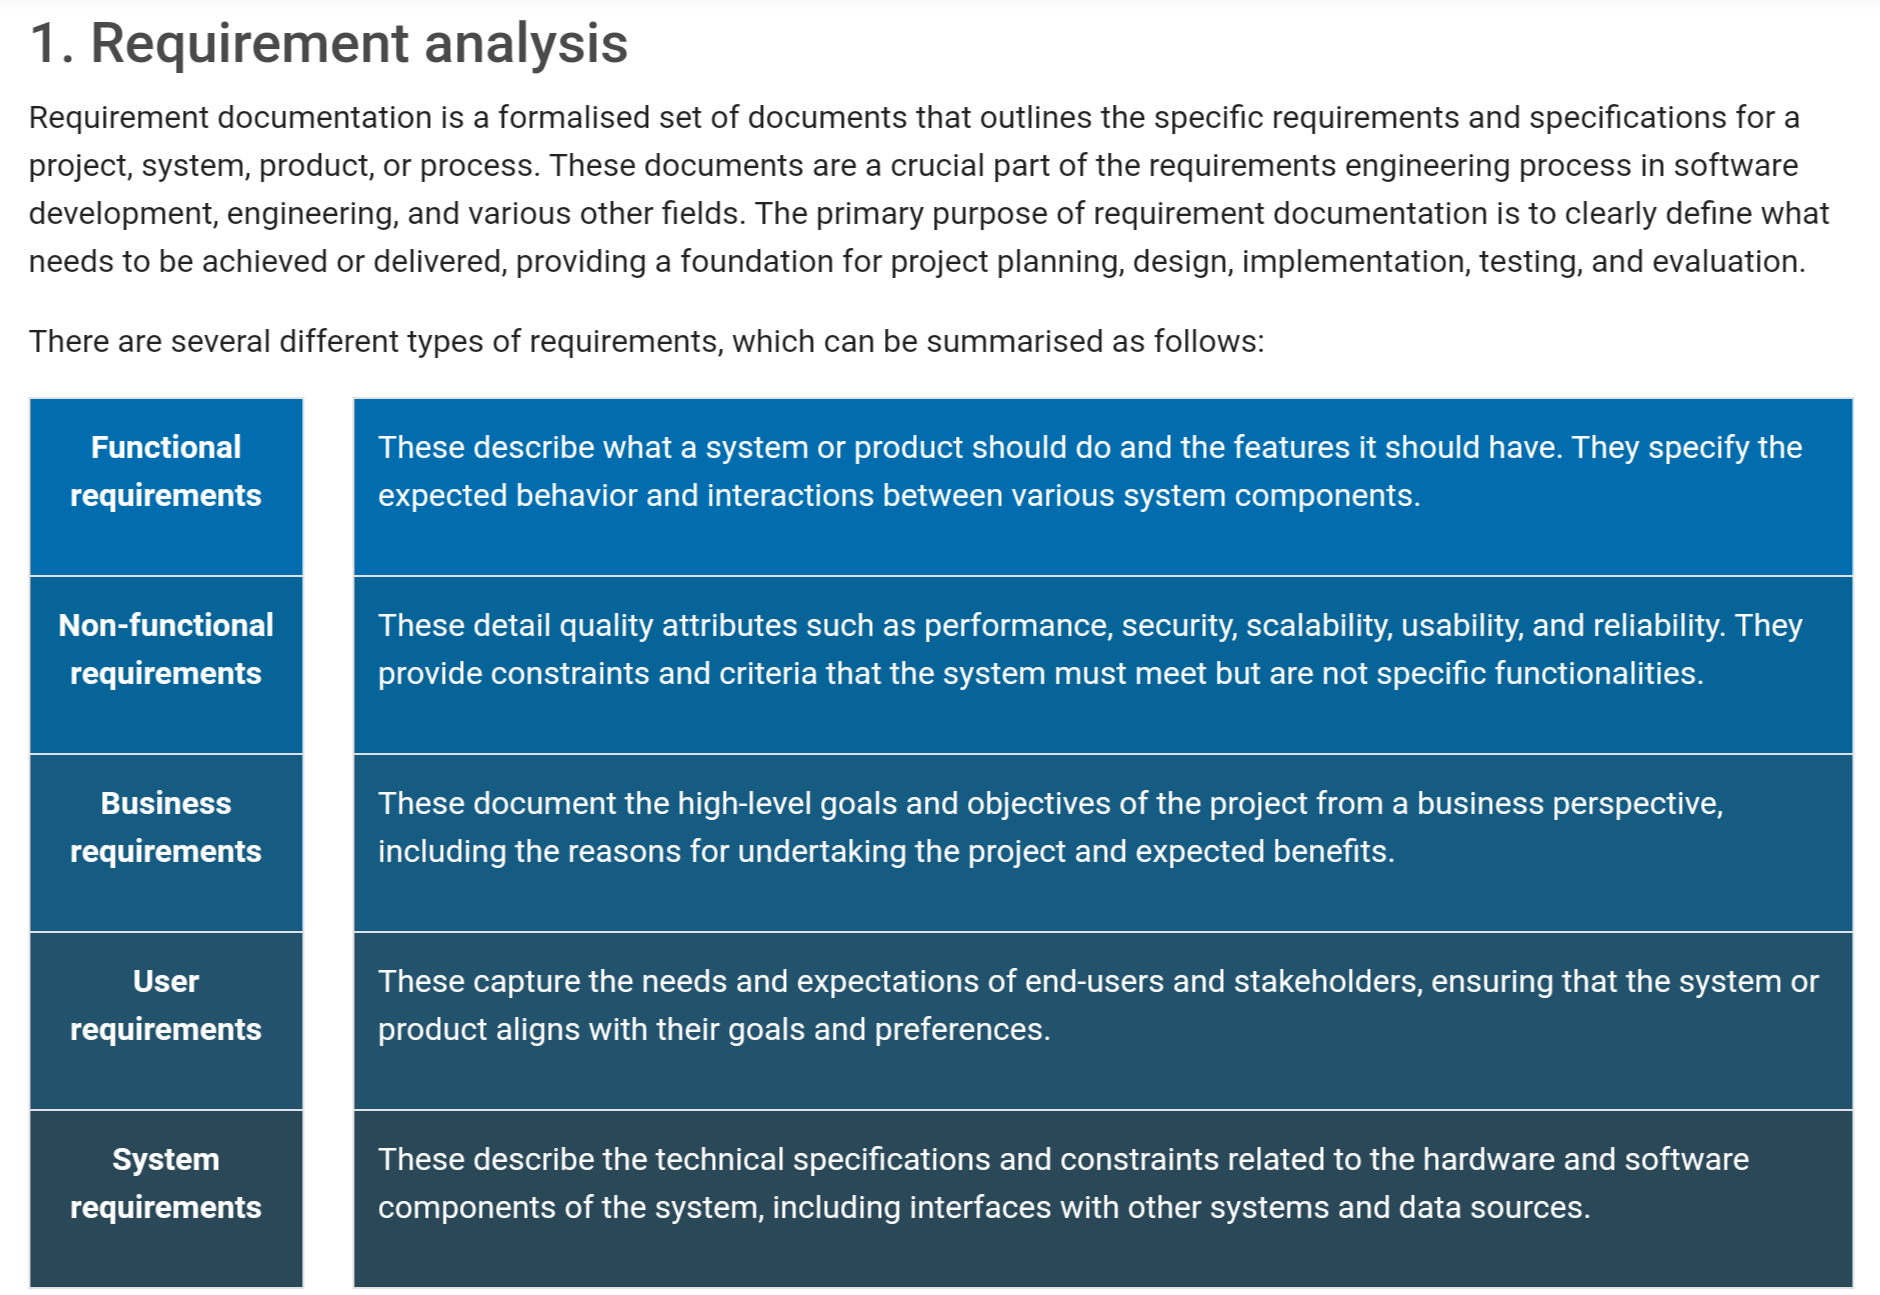 1. Requirement analysis
Requirement documentation is a formalised set of documents that outlines the specific requirements and specifications for a
project, system, product, or process. These documents are a crucial part of the requirements engineering process in software
development, engineering, and various other fields. The primary purpose of requirement documentation is to clearly define what
needs to be achieved or delivered, providing a foundation for project planning, design, implementation, testing, and evaluation.
There are several different types of requirements, which can be summarised as follows:
Functional
requirements
These describe what a system or product should do and the features it should have. They specify the
expected behavior and interactions between various system components.
Non-functional
requirements
These detail quality attributes such as performance, security, scalability, usability, and reliability. They
provide constraints and criteria that the system must meet but are not specific functionalities.
Business
requirements
These document the high-level goals and objectives of the project from a business perspective,
including the reasons for undertaking the project and expected benefits.
User
requirements
These capture the needs and expectations of end-users and stakeholders, ensuring that the system or
product aligns with their goals and preferences.
System
requirements
These describe the technical specifications and constraints related to the hardware and software
components of the system, including interfaces with other systems and data sources.